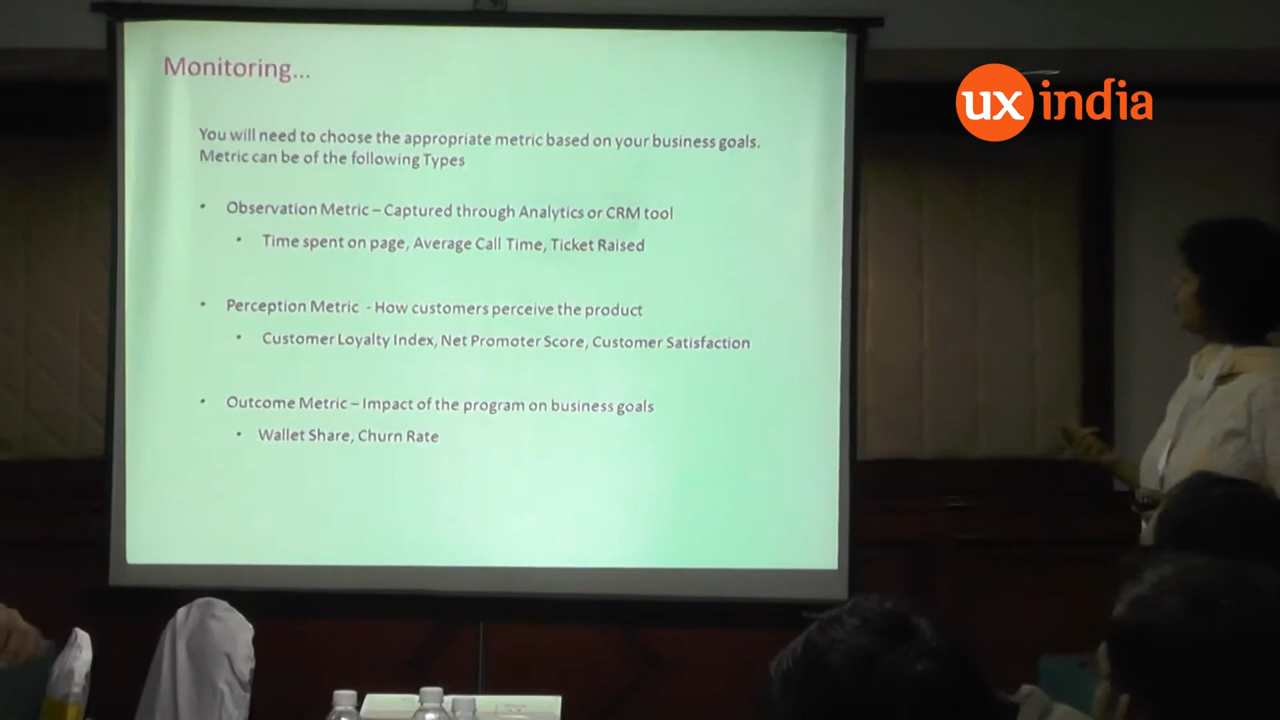 Monitoring...
You will need to choose the appropriate metric based on your business goals.
Metric can be of the following Types
• Observation Metric – Captured through Analytics or CRM tool
• Time spent on page, Average Call Time, Ticket Raised
• Perception Metric - How customers perceive the product
• Customer Loyalty Index, Net Promoter Score, Customer Satisfaction
• Outcome Metric – Impact of the program on business goals
• Wallet Share, Churn Rate
ux india